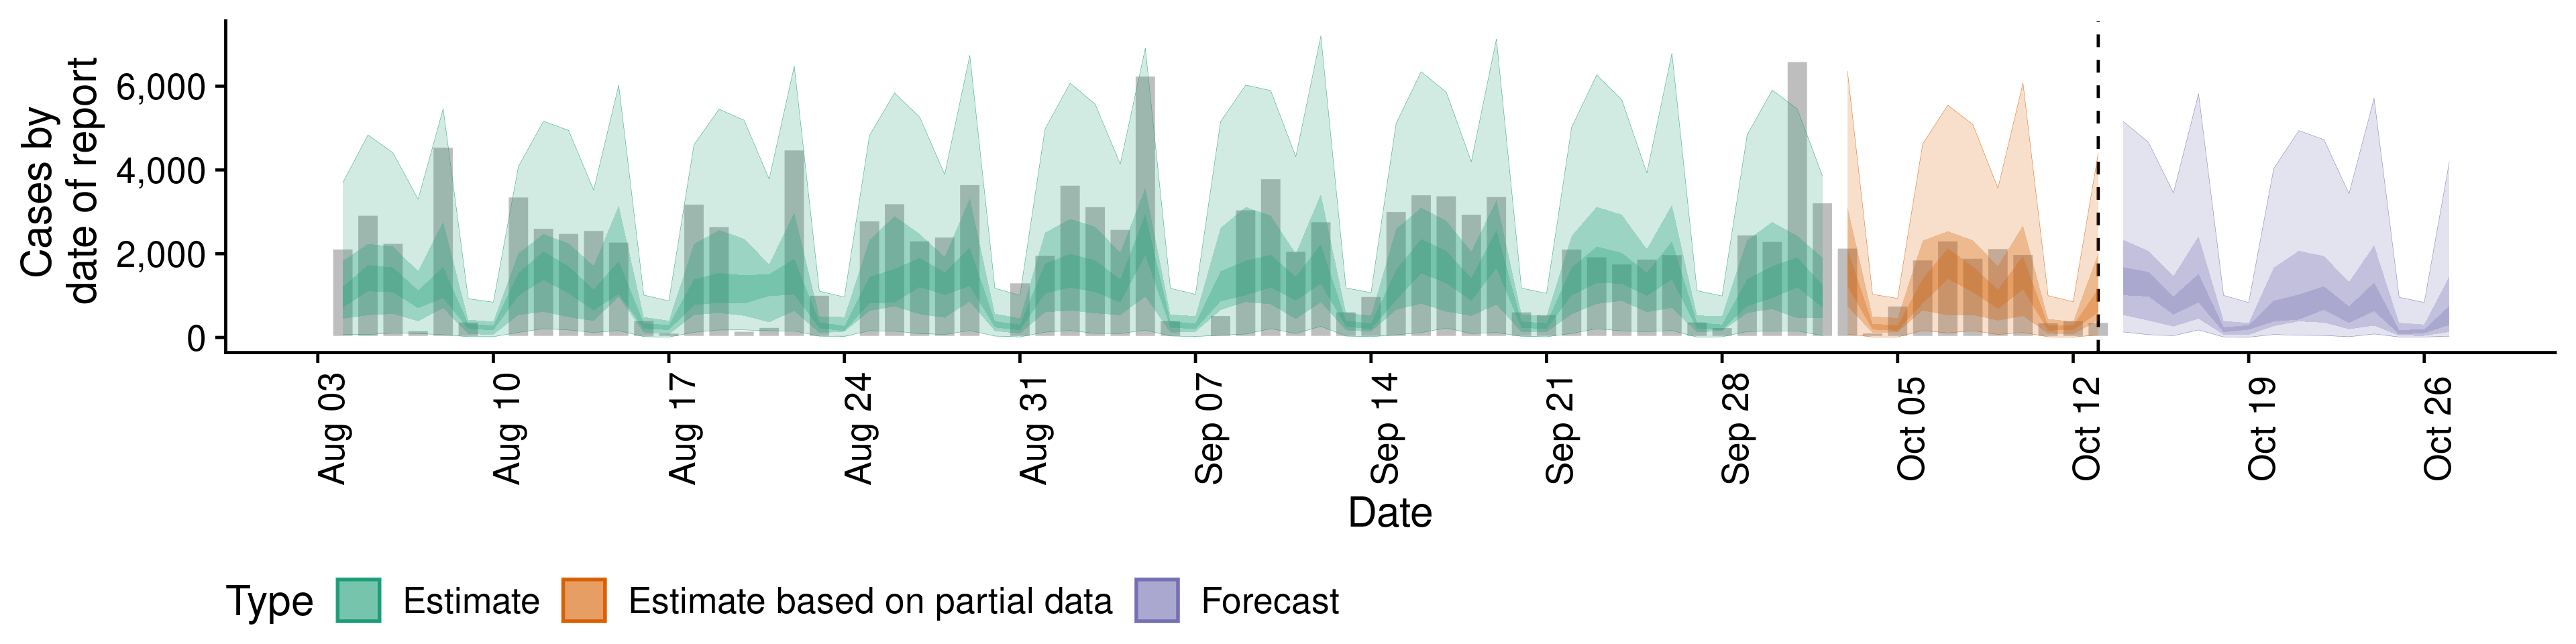 Cases by
date of report
6,000
4,000
2,000
0
Aug 03
Aug 10
Aug 17
Aug 24
Aug 31
Sep 07
Sep 14
Sep 21
Sep 28
Oct 05
Oct 12
Oct 19
Oct 26
Date
Type Estimate Estimate based on partial data Forecast